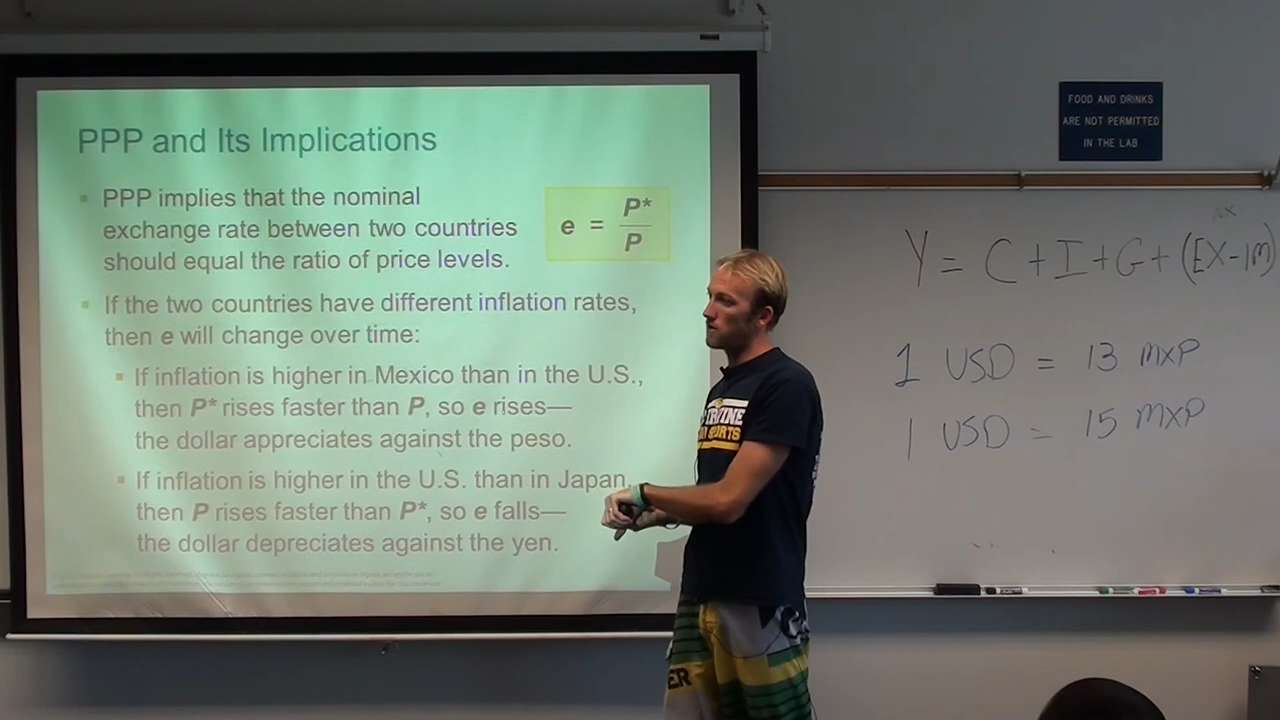 PPP and Its Implications
PPP implies that the nominal
exchange rate between two countries
should equal the ratio of price levels.
e = P*
P
If the two countries have different inflation rates,
then e will change over time:
If inflation is higher in Mexico than in the U.S.,
then P* rises faster than P, so e rises—
the dollar appreciates against the peso.
If inflation is higher in the U.S. than in Japan,
then P rises faster than P*, so e falls—
the dollar depreciates against the yen.
FOOD AND DRINKS
ARE NOT PERMITTED
IN THE LAB
NX
Y = C + I + G + (EX - IM)
1 USD = 13 MXP
1 USD = 15 MXP
IRVINE